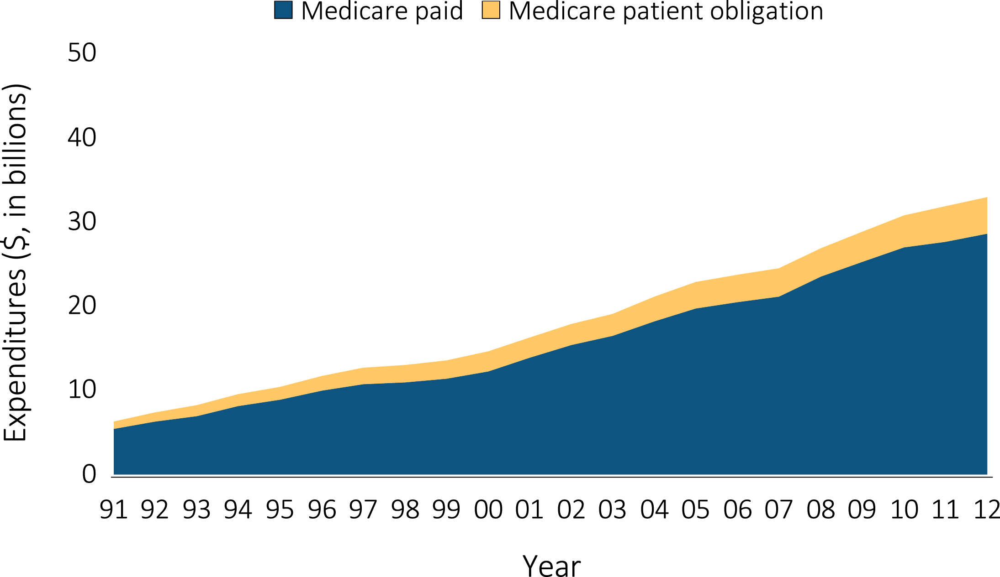 Medicare paid Medicare patient obligation
50
40
30
20
10
0
Expenditures ($, in billions)
91 92 93 94 95 96 97 98 99 00 01 02 03 04 05 06 07 08 09 10 11 12
Year